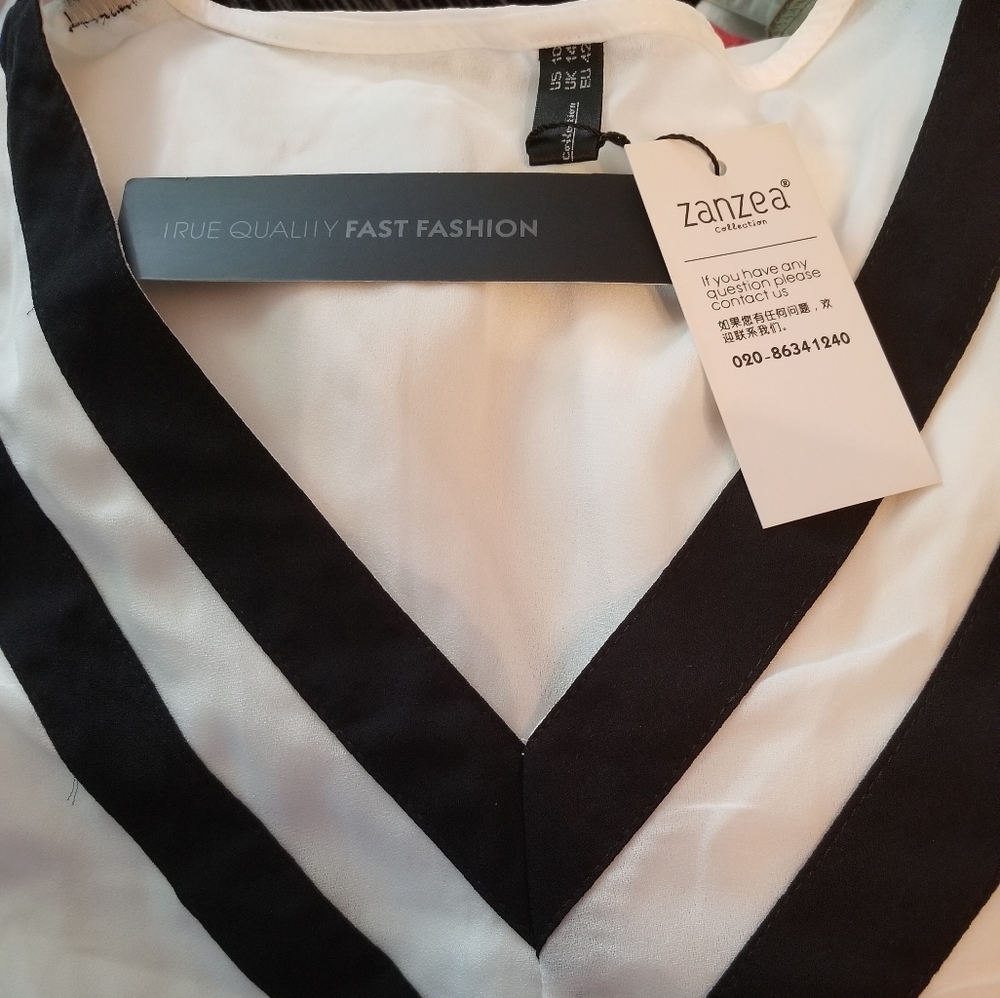 US 10
UK 14
EU 42
Collection
TRUE QUALITY FAST FASHION
zanzea®
Collection
If you have any
question please
contact us
如果您有任何问题，欢
迎联系我们。
020-86341240